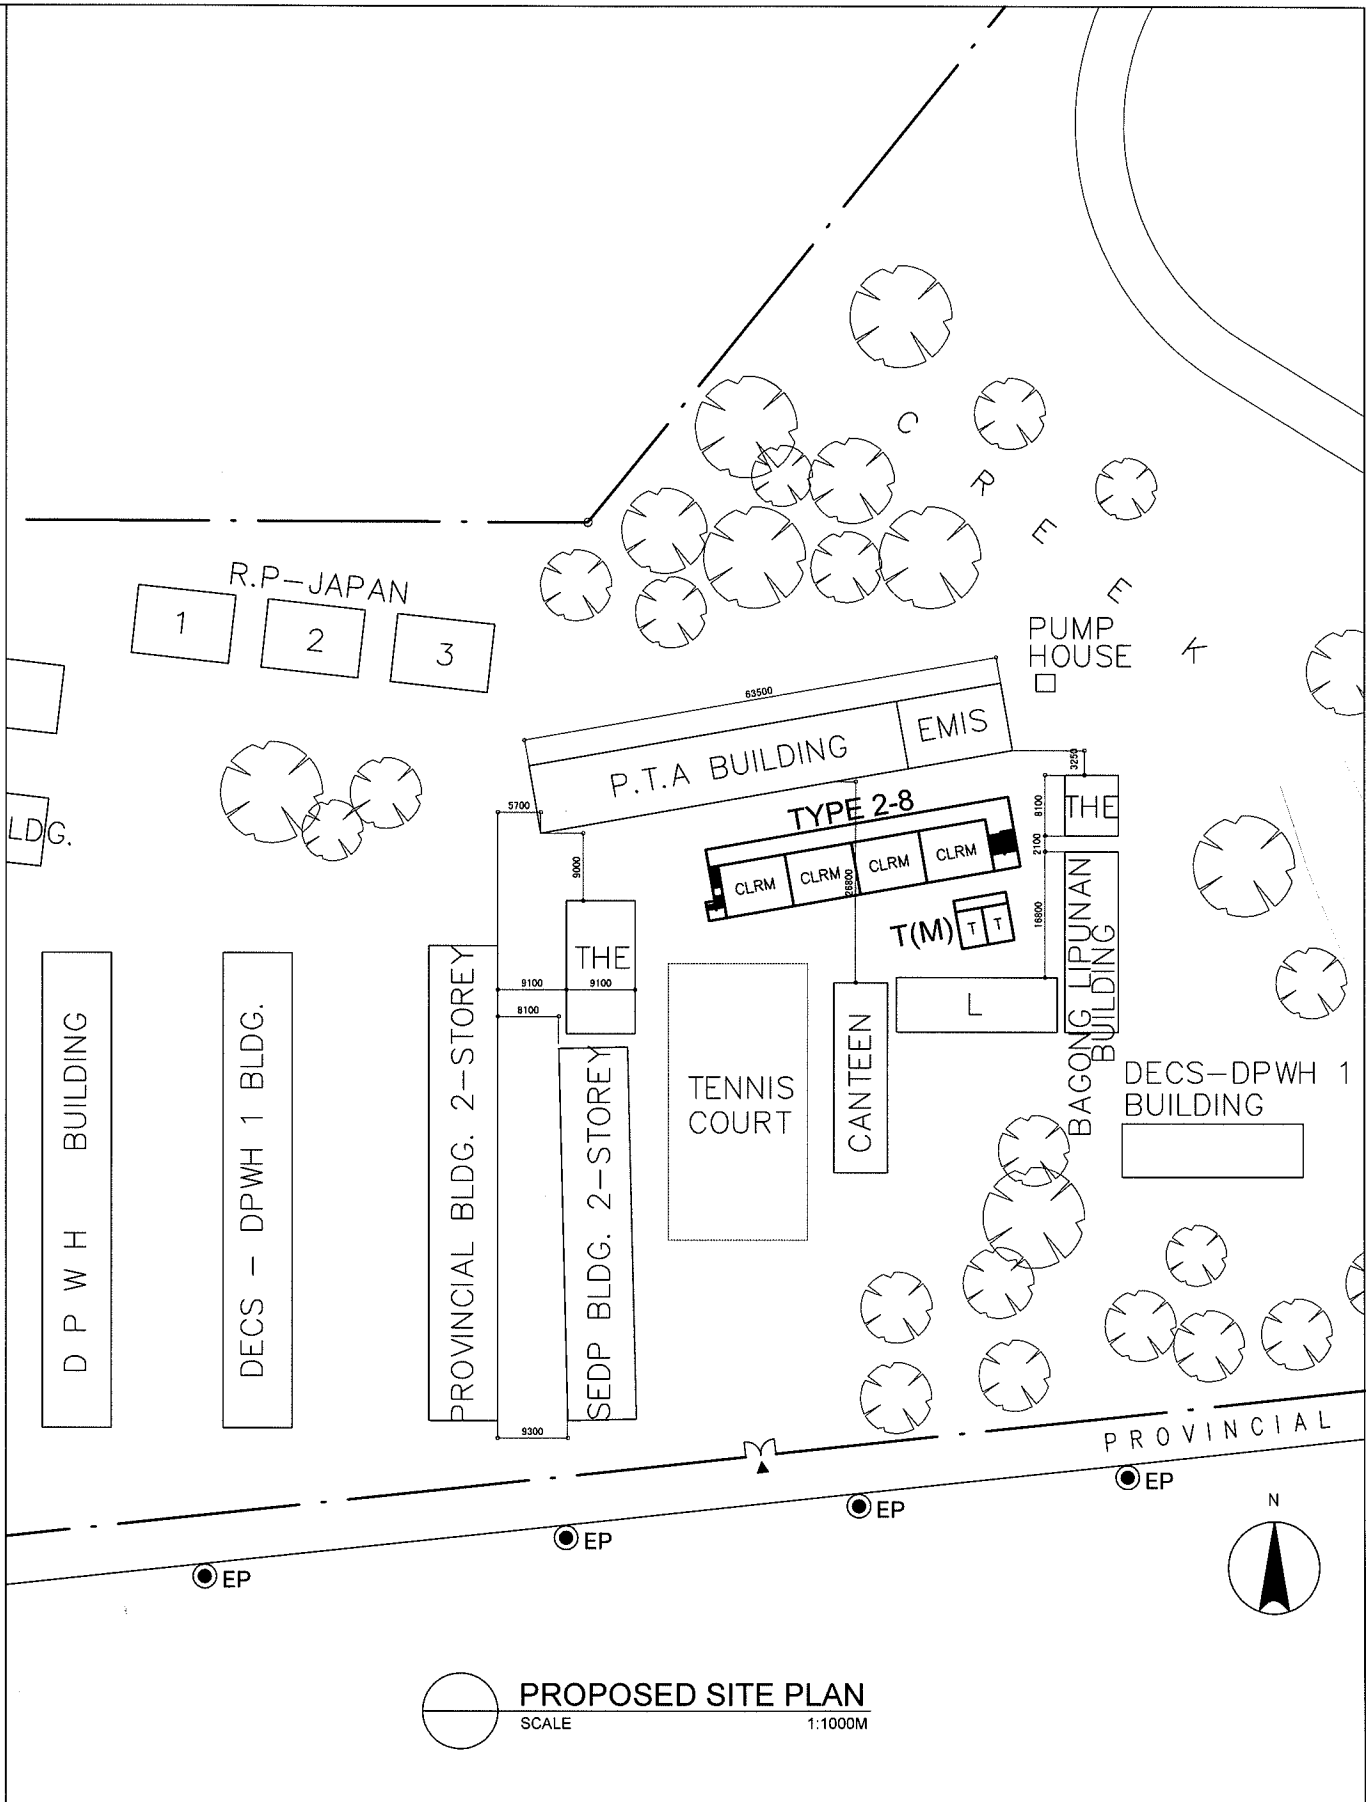 C R E E K
R.P-JAPAN
1
2
3
PUMP
HOUSE
63500
P.T.A BUILDING
EMIS
3250
5700
TYPE 2-8
8100
THE
LDG.
2100
9000
CLRM
CLRM
CLRM
CLRM
26800
16800
T(M)
T
T
THE
9100
9100
8100
L
BAGONG LIPUNAN
BUILDING
D P W H BUILDING
DECS - DPWH 1 BLDG.
PROVINCIAL BLDG. 2-STOREY
SEDP BLDG. 2-STOREY
TENNIS
COURT
CANTEEN
DECS-DPWH 1
BUILDING
9300
PROVINCIAL
EP
EP
EP
EP
N
PROPOSED SITE PLAN
SCALE 1:1000M